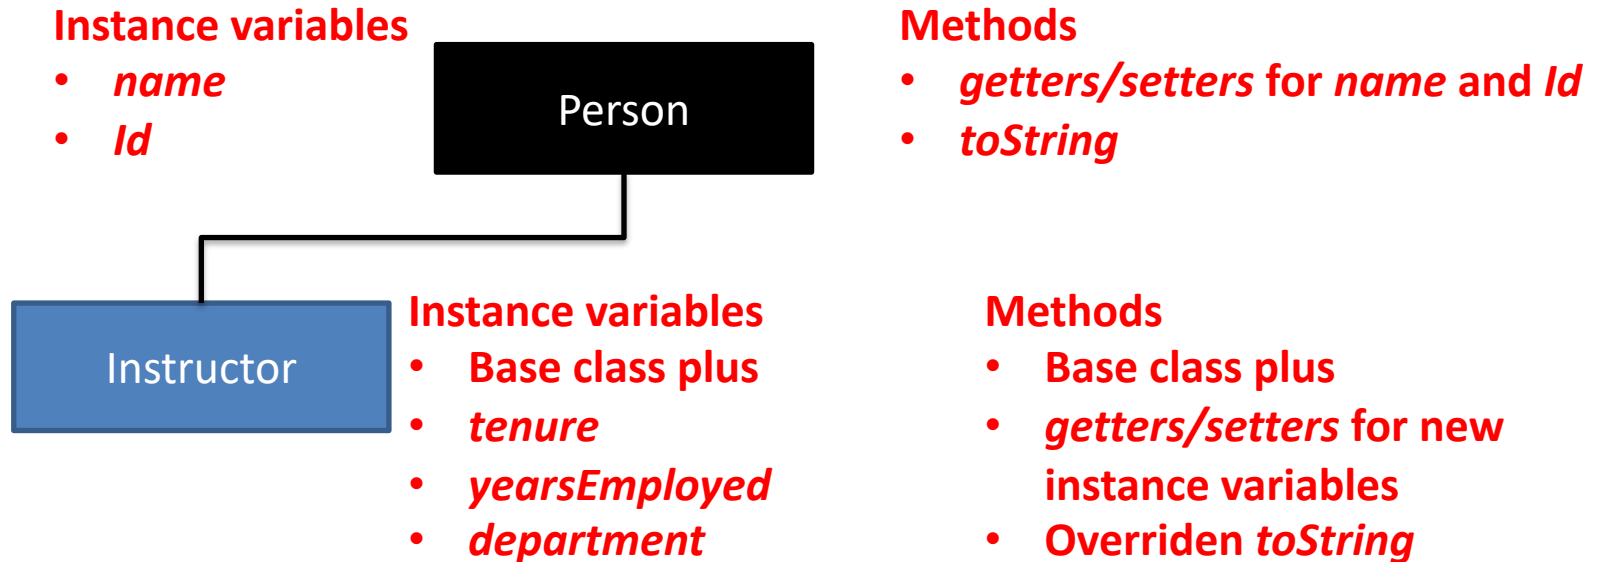 Instance variables
• name
• Id
Person
Methods
• getters/setters for name and Id
• toString
Instructor
Instance variables
• Base class plus
• tenure
• yearsEmployed
• department
Methods
• Base class plus
• getters/setters for new
instance variables
• Overriden toString